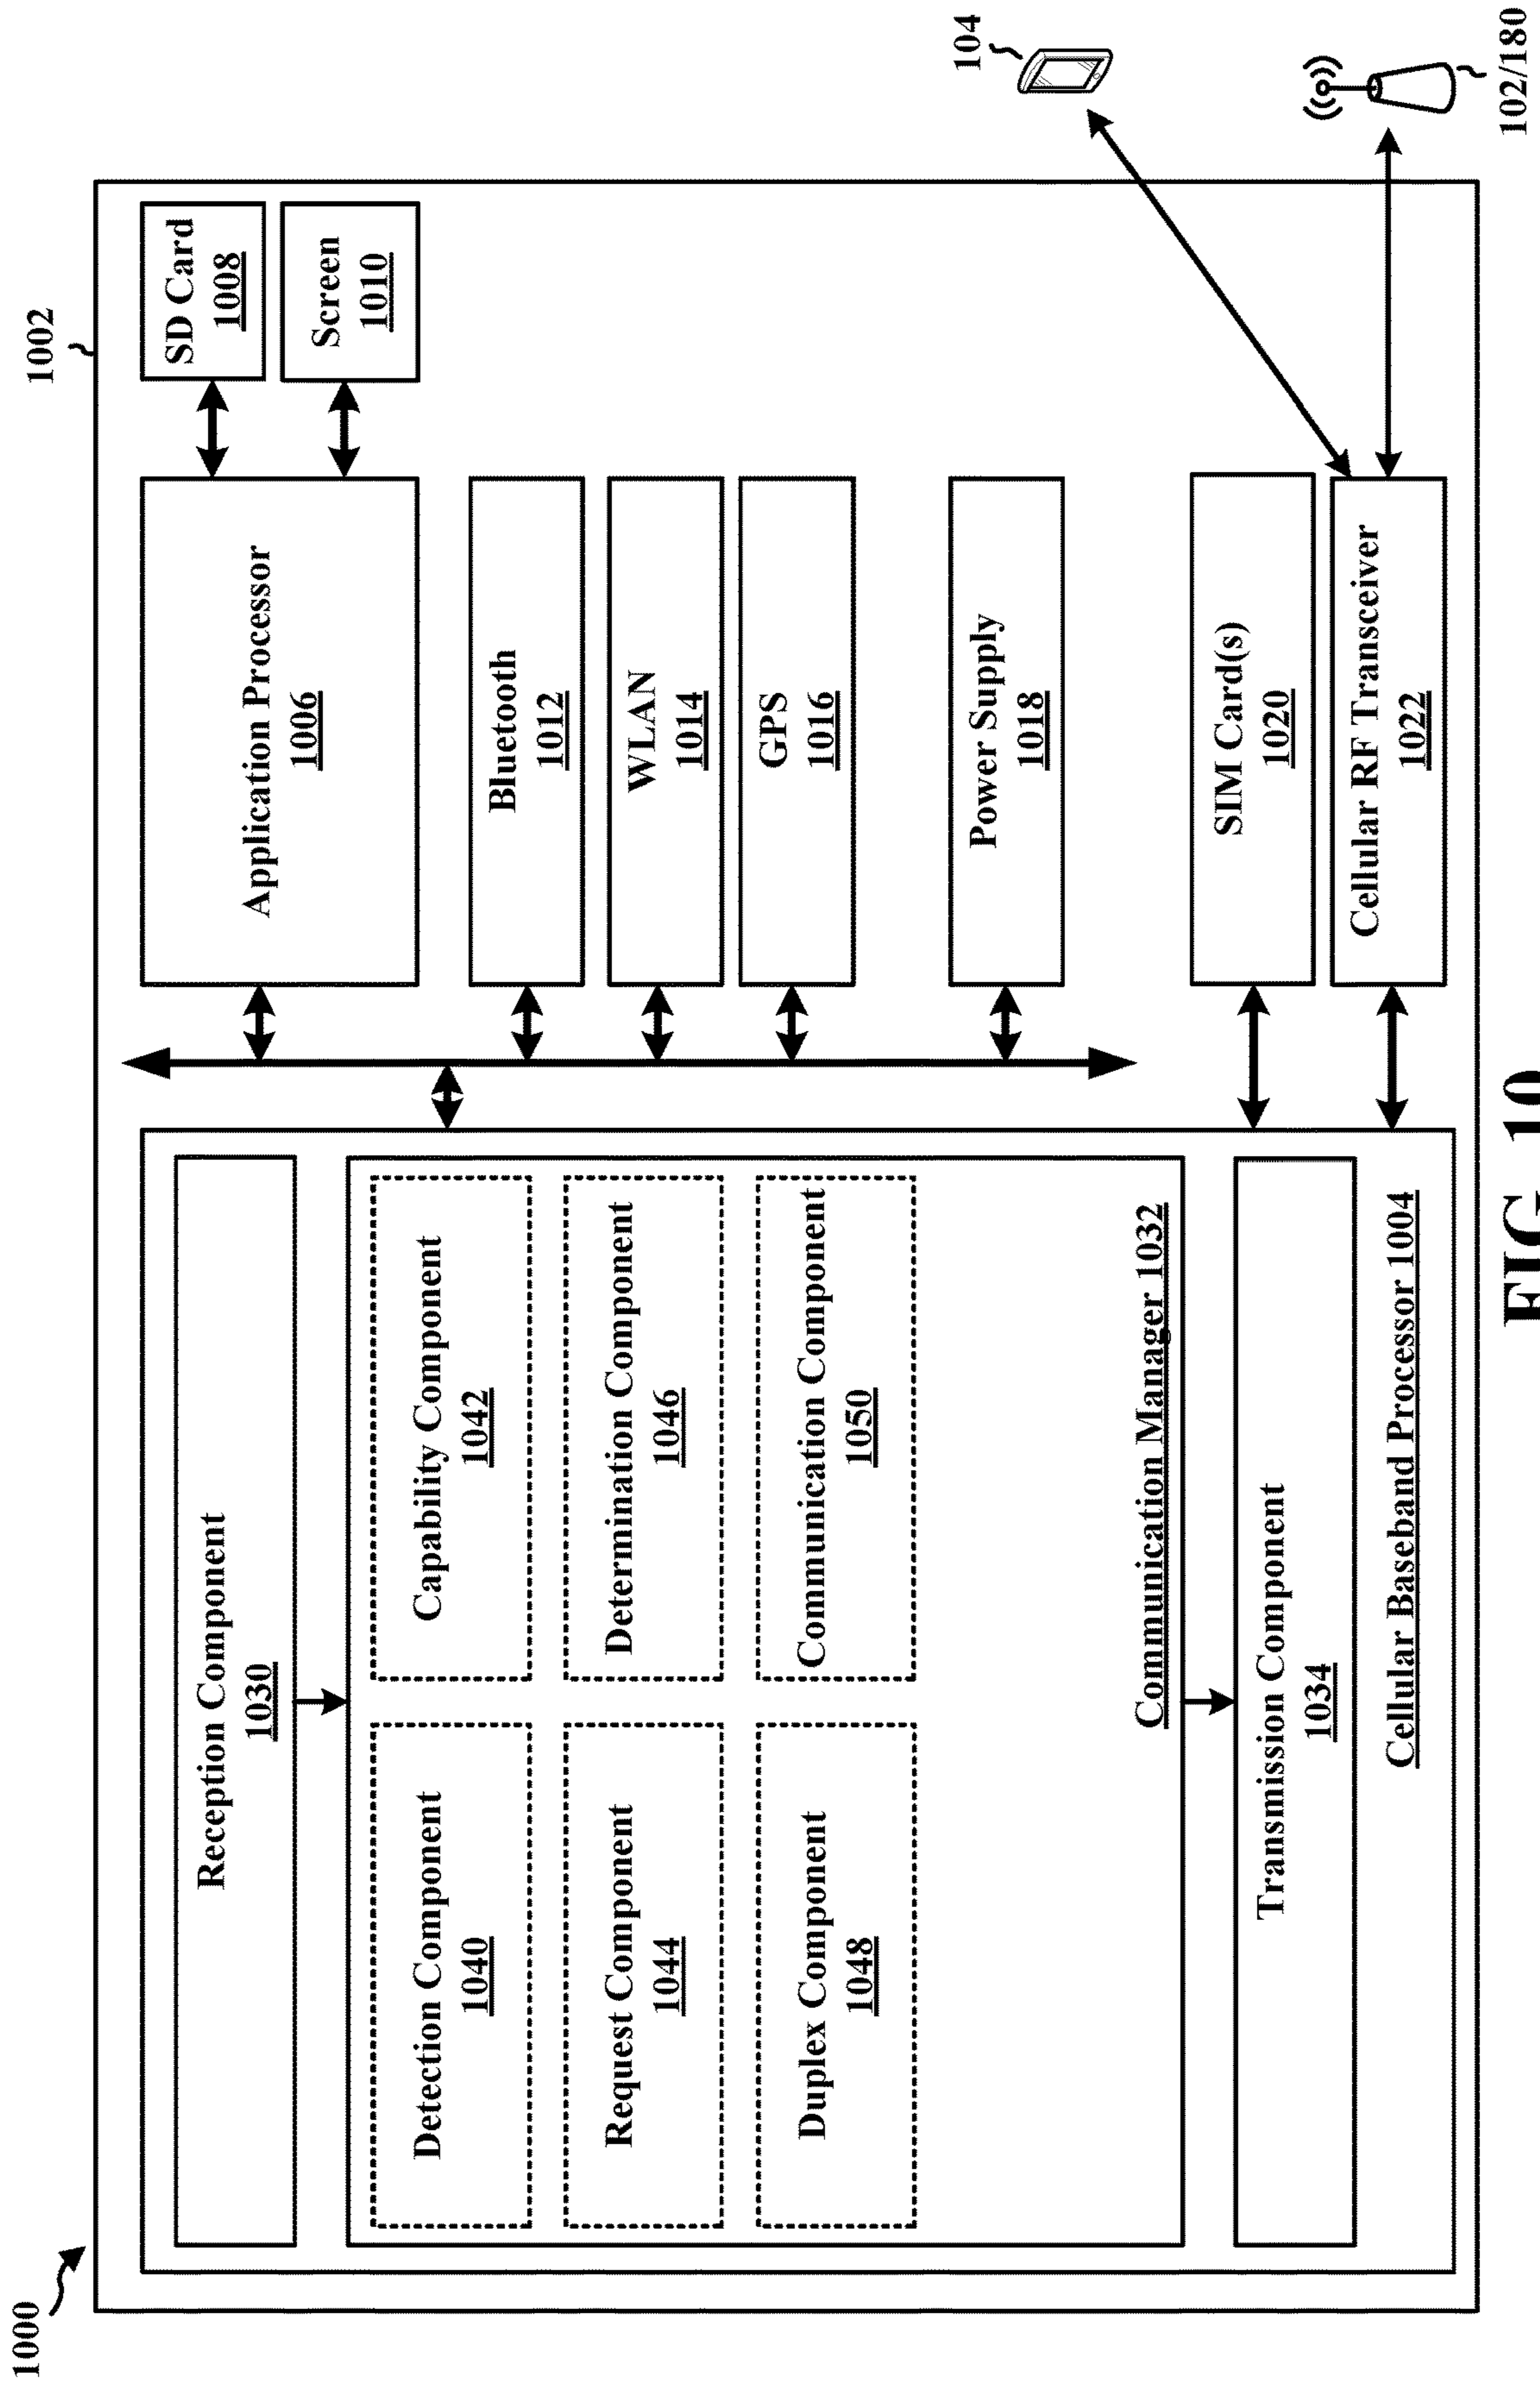 1000
1002
Reception Component
1030
Detection Component
1040
Capability Component
1042
Request Component
1044
Determination Component
1046
Duplex Component
1048
Communication Component
1050
Communication Manager 1032
Transmission Component
1034
Cellular Baseband Processor 1004
Application Processor
1006
SD Card
1008
Screen
1010
Bluetooth
1012
WLAN
1014
GPS
1016
Power Supply
1018
SIM Card(s)
1020
Cellular RF Transceiver
1022
104
102/180
FIG. 10